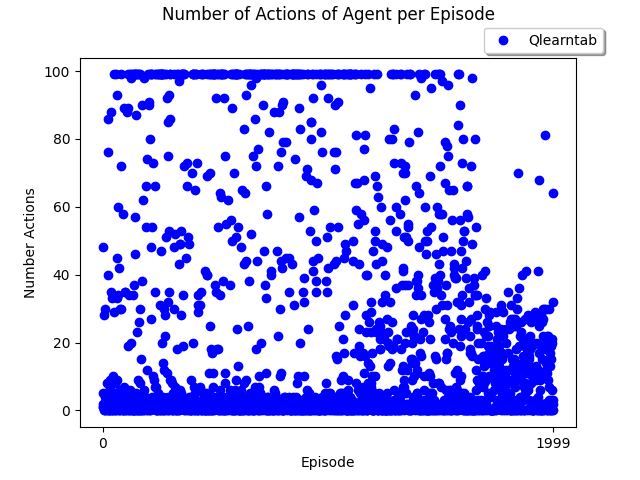 Number of Actions of Agent per Episode
Qlearntab
100
80
60
40
20
0
Number Actions
0
1999
Episode